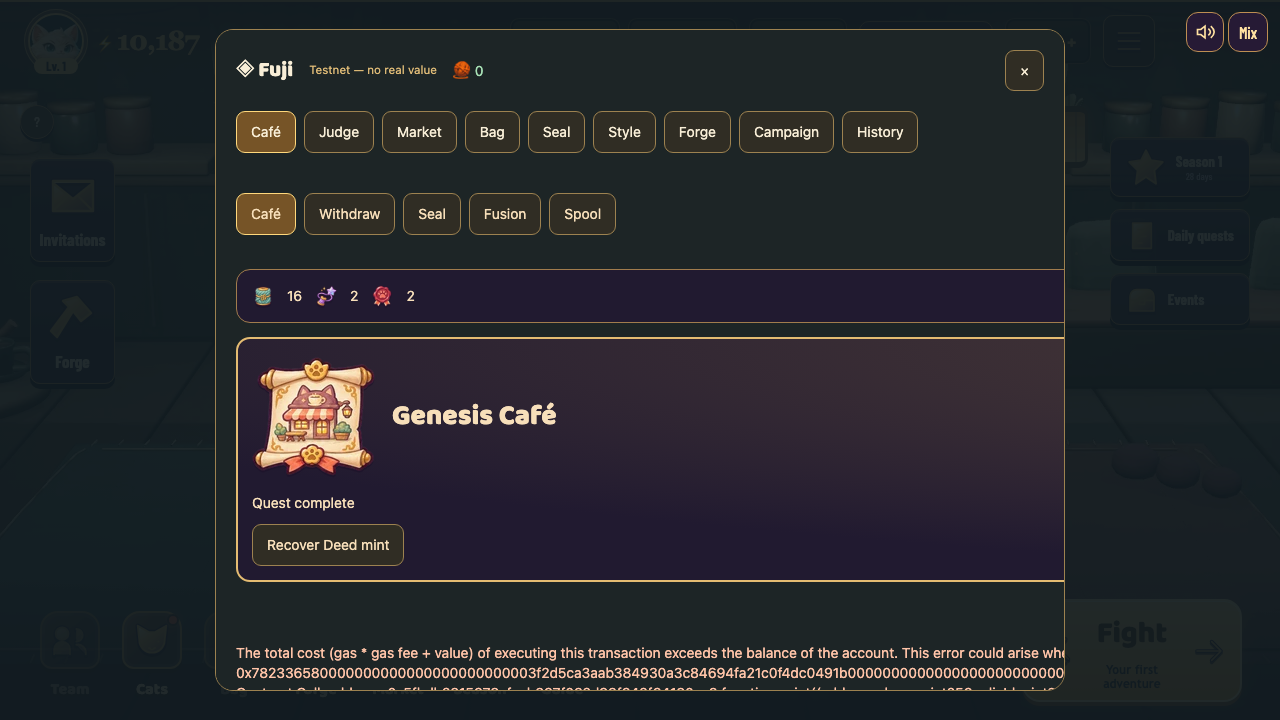 Lv. 1
10,187
Mix
Fuji
Testnet — no real value
0
x
Café Judge Market Bag Seal Style Forge Campaign History
Café Withdraw Seal Fusion Spool
16 2 2
Genesis Café
Quest complete
Recover Deed mint
The total cost (gas * gas fee + value) of executing this transaction exceeds the balance of the account. This error could arise
Invitations
Forge
Season 1
Daily quests
Events
Team
Cats
Fight
Your first
adventure